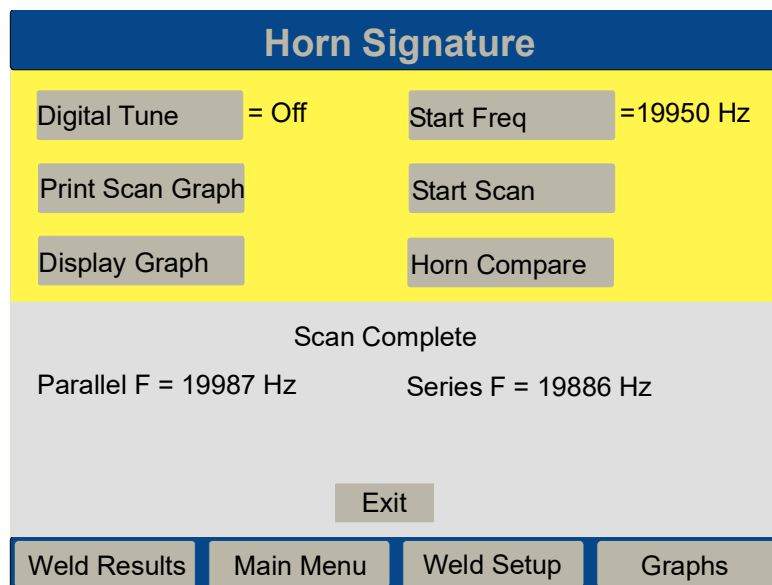 Horn Signature
Digital Tune = Off Start Freq =19950 Hz
Print Scan Graph Start Scan
Display Graph Horn Compare
Scan Complete
Parallel F = 19987 Hz Series F = 19886 Hz
Exit
Weld Results Main Menu Weld Setup Graphs